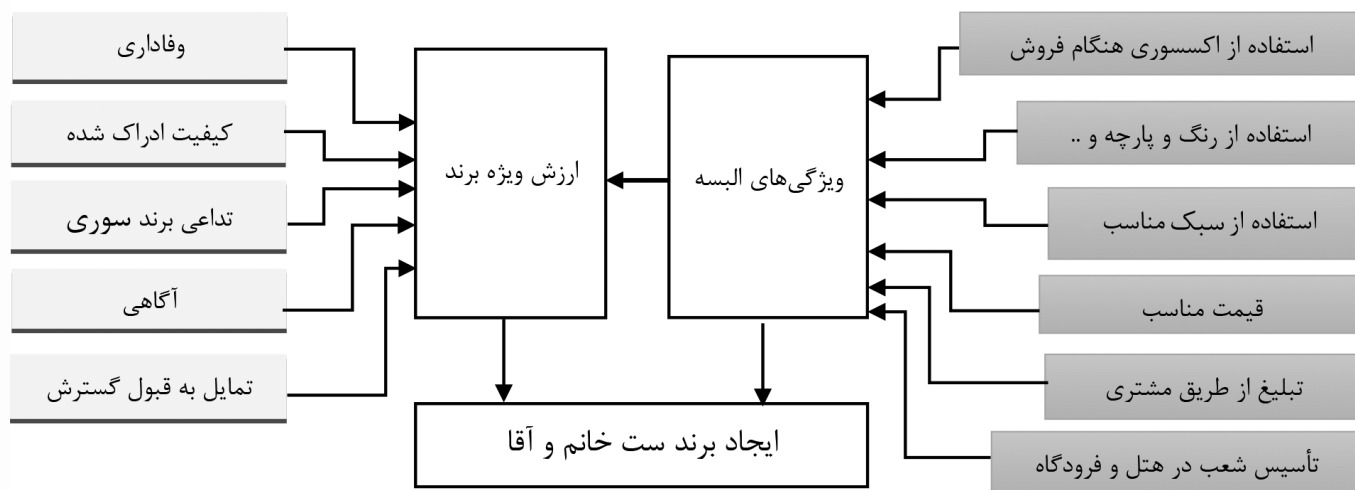 استفاده از اکسسوری هنگام فروش
استفاده از رنگ و پارچه و ..
استفاده از سبک مناسب
قیمت مناسب
تبلیغ از طریق مشتری
تأسیس شعب در هتل و فرودگاه
ویژگی‌های البسه
ارزش ویژه برند
وفاداری
کیفیت ادراک شده
تداعی برند سوری
آگاهی
تمایل به قبول گسترش
ایجاد برند ست خانم و آقا